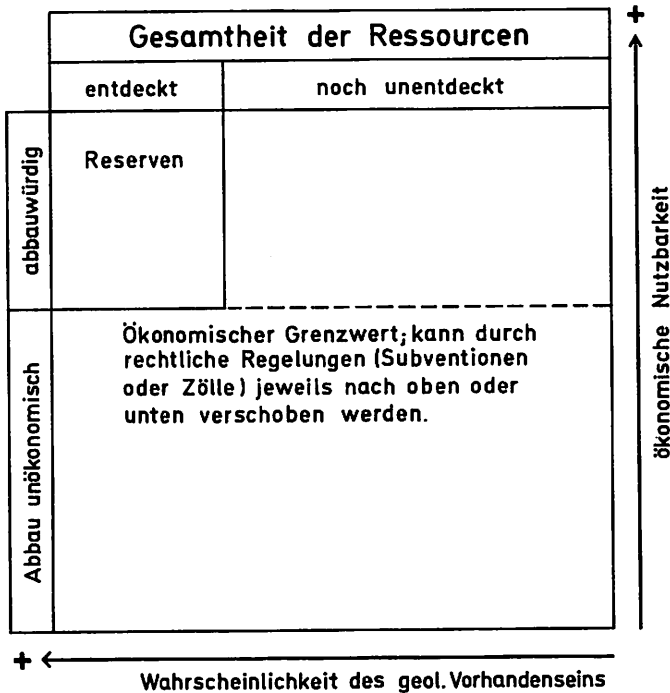 Gesamtheit der Ressourcen
entdeckt
noch unentdeckt
abbauwürdig
Reserven
Ökonomischer Grenzwert; kann durch
rechtliche Regelungen (Subventionen
oder Zölle) jeweils nach oben oder
unten verschoben werden.
Abbau unökonomisch
+
ökonomische Nutzbarkeit
+
Wahrscheinlichkeit des geol. Vorhandenseins